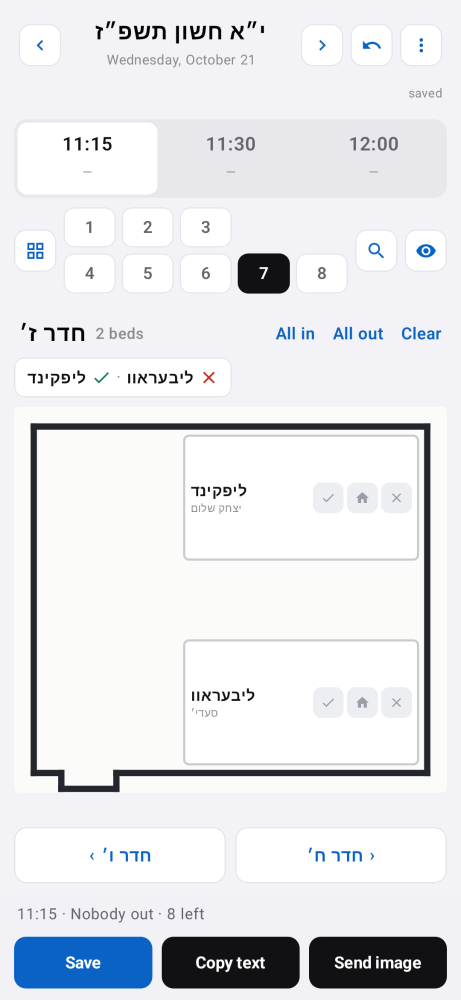 י״א חשון תשפ״ז
Wednesday, October 21
saved
11:15 11:30 12:00
– – –
1 2 3
4 5 6 7 8
חדר ז׳ 2 beds All in All out Clear
ליפקינד ✓ · ליבעראוו ✕
ליפקינד
יצחק שלום
ליבעראוו
סעדי׳
‹ חדר ו׳ חדר ח׳ ›
11:15 · Nobody out · 8 left
Save Copy text Send image